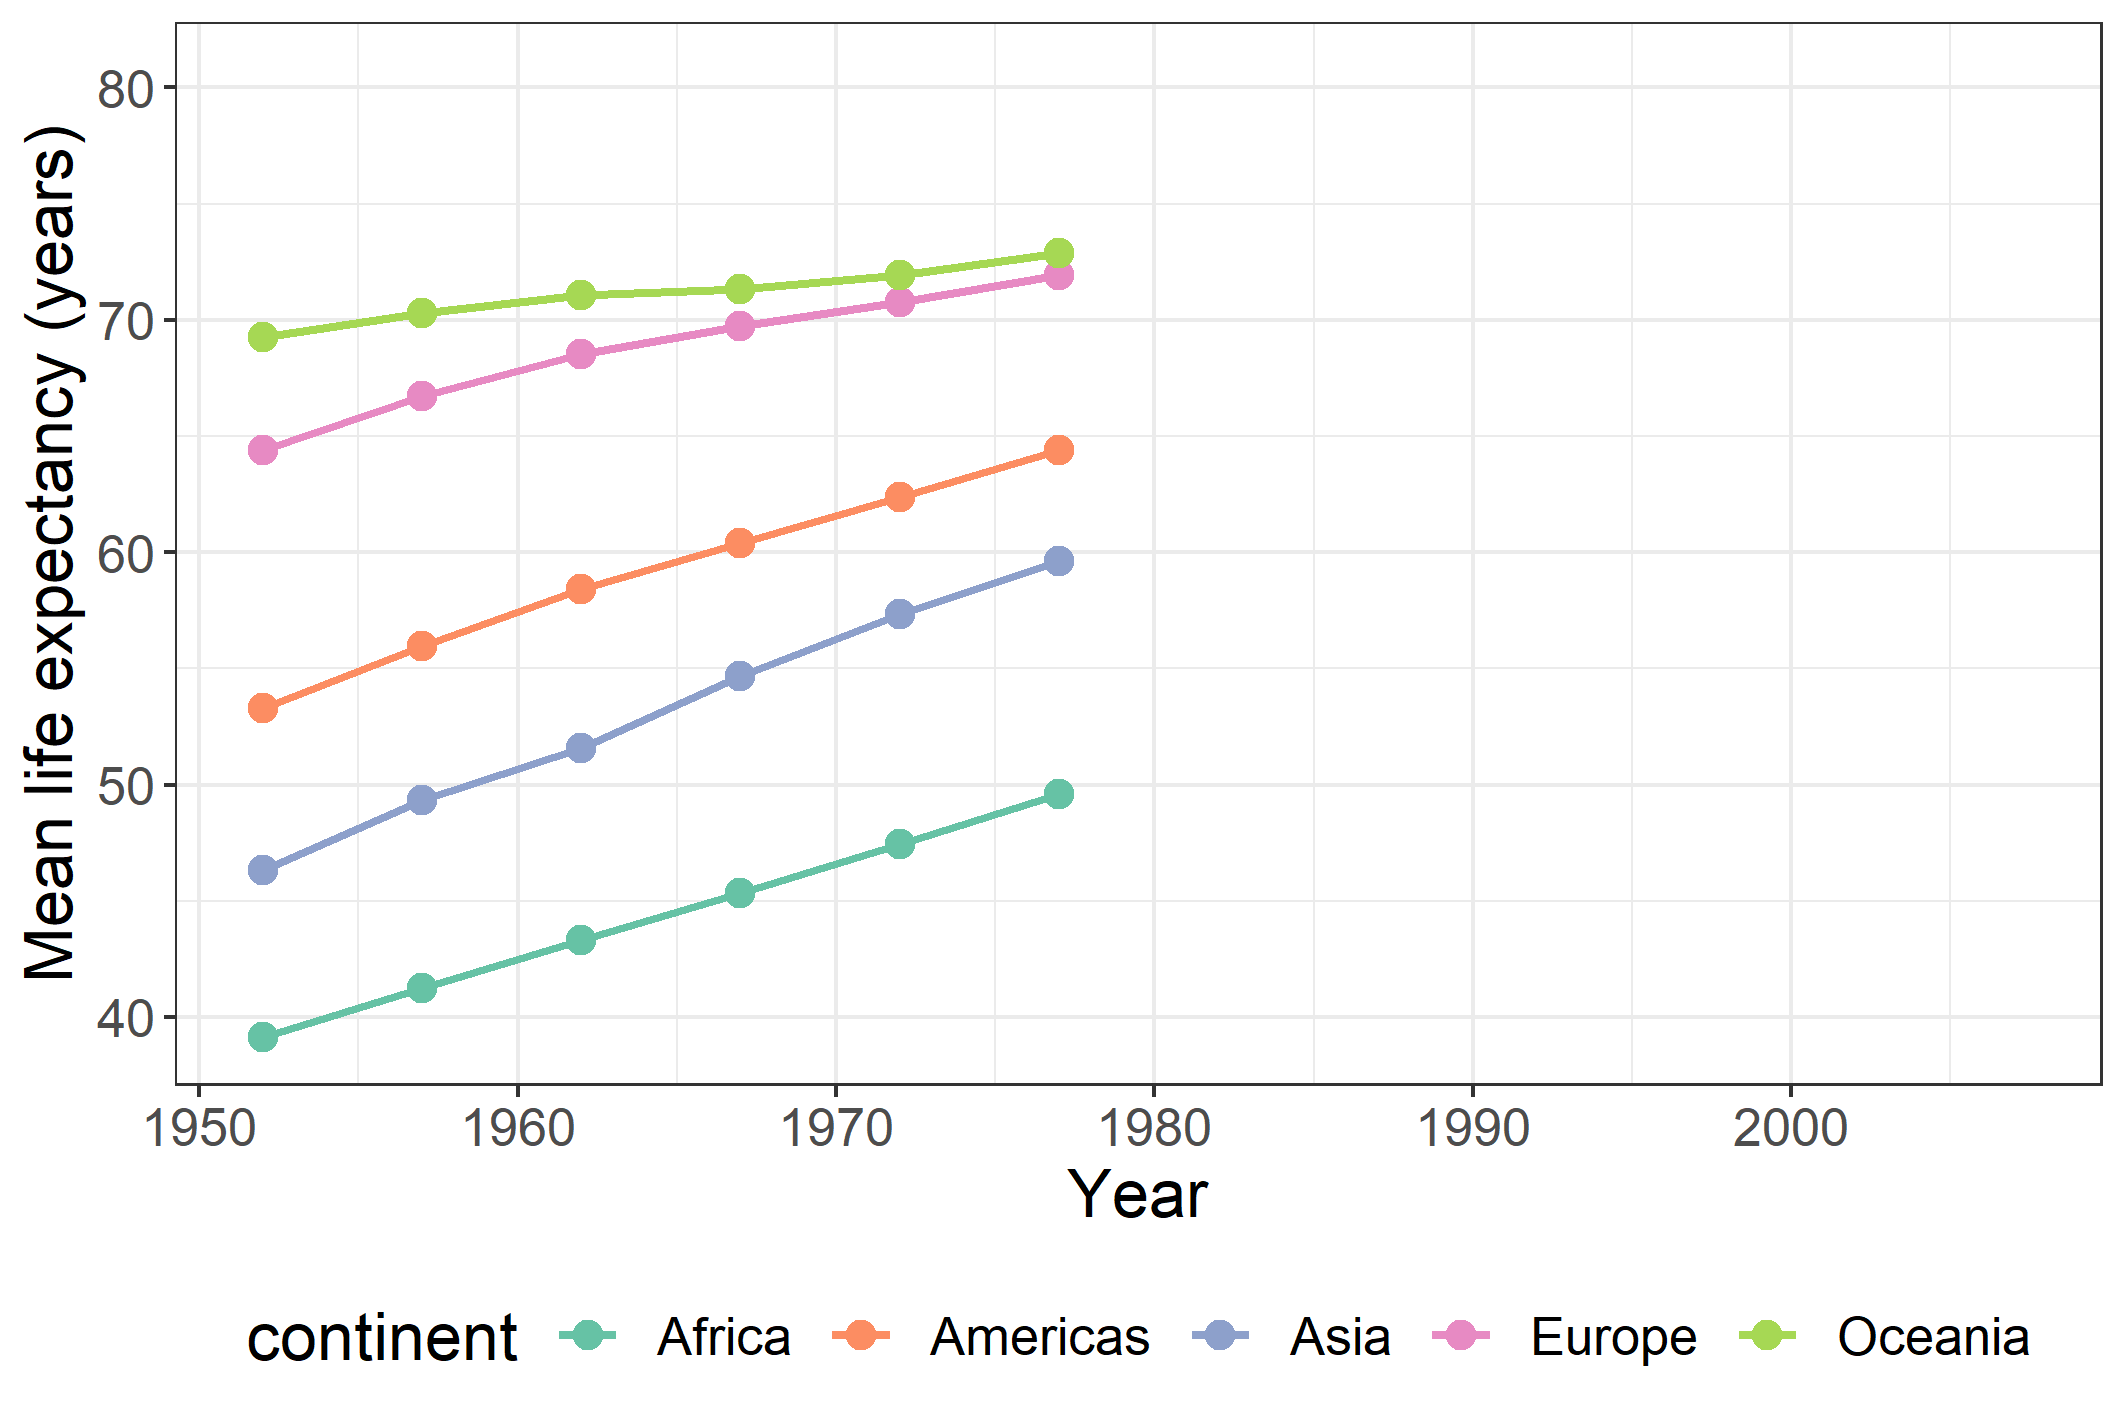 Mean life expectancy (years)
80
70
60
50
40
1950 1960 1970 1980 1990 2000
Year
continent Africa Americas Asia Europe Oceania